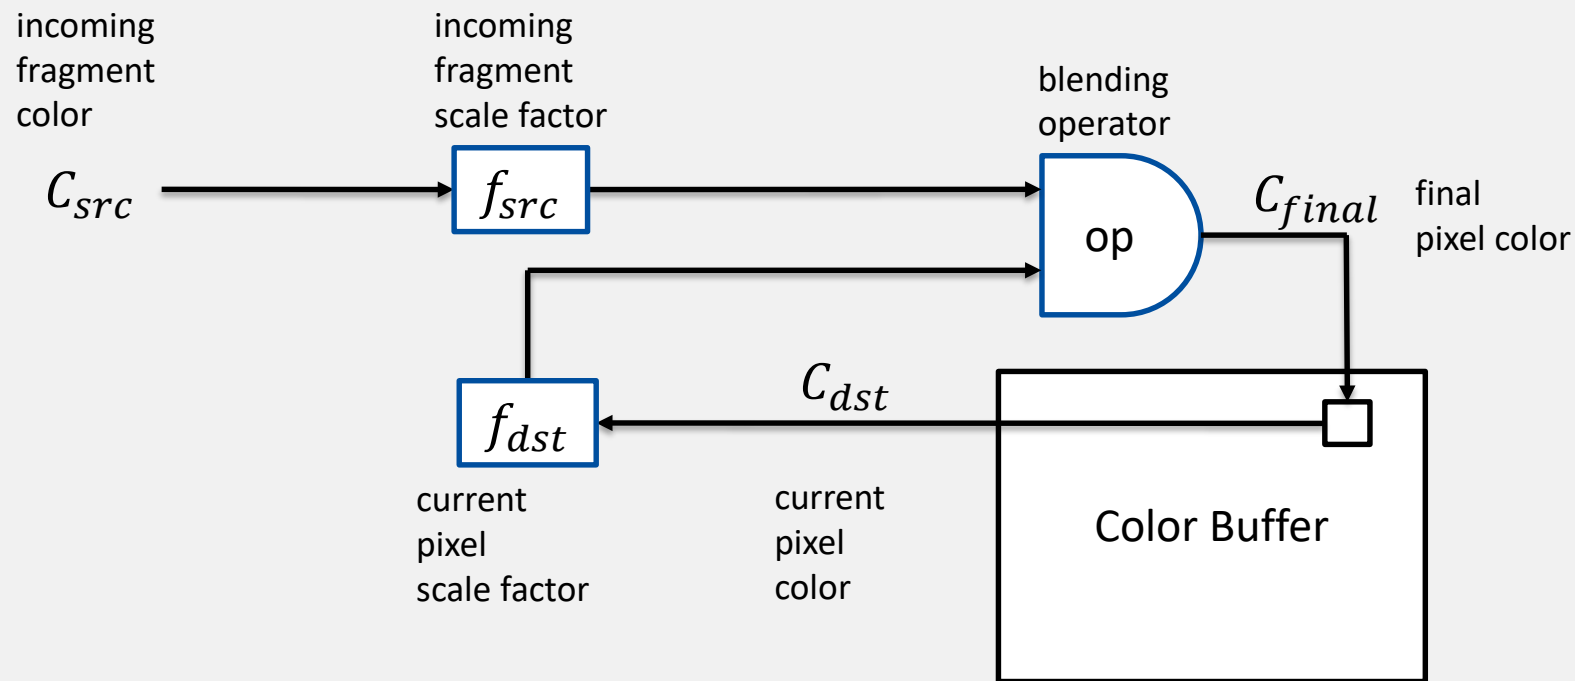 incoming
fragment
color
incoming
fragment
scale factor
blending
operator
C_src
f_src
op
C_final
final
pixel color
f_dst
C_dst
current
pixel
scale factor
current
pixel
color
Color Buffer